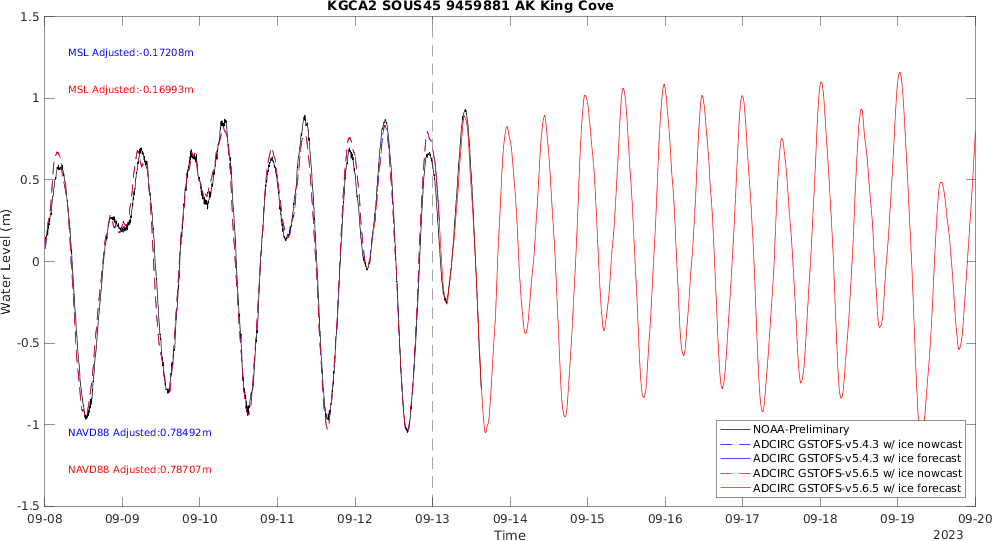 KGCA2 SOUS45 9459881 AK King Cove
1.5
1
0.5
0
-0.5
-1
-1.5
Water Level (m)
MSL Adjusted:-0.17208m
MSL Adjusted:-0.16993m
NAVD88 Adjusted:0.78492m
NAVD88 Adjusted:0.78707m
NOAA-Preliminary
ADCIRC GSTOFS-v5.4.3 w/ ice nowcast
ADCIRC GSTOFS-v5.4.3 w/ ice forecast
ADCIRC GSTOFS-v5.6.5 w/ ice nowcast
ADCIRC GSTOFS-v5.6.5 w/ ice forecast
09-08 09-09 09-10 09-11 09-12 09-13 09-14 09-15 09-16 09-17 09-18 09-19 09-20
Time
2023